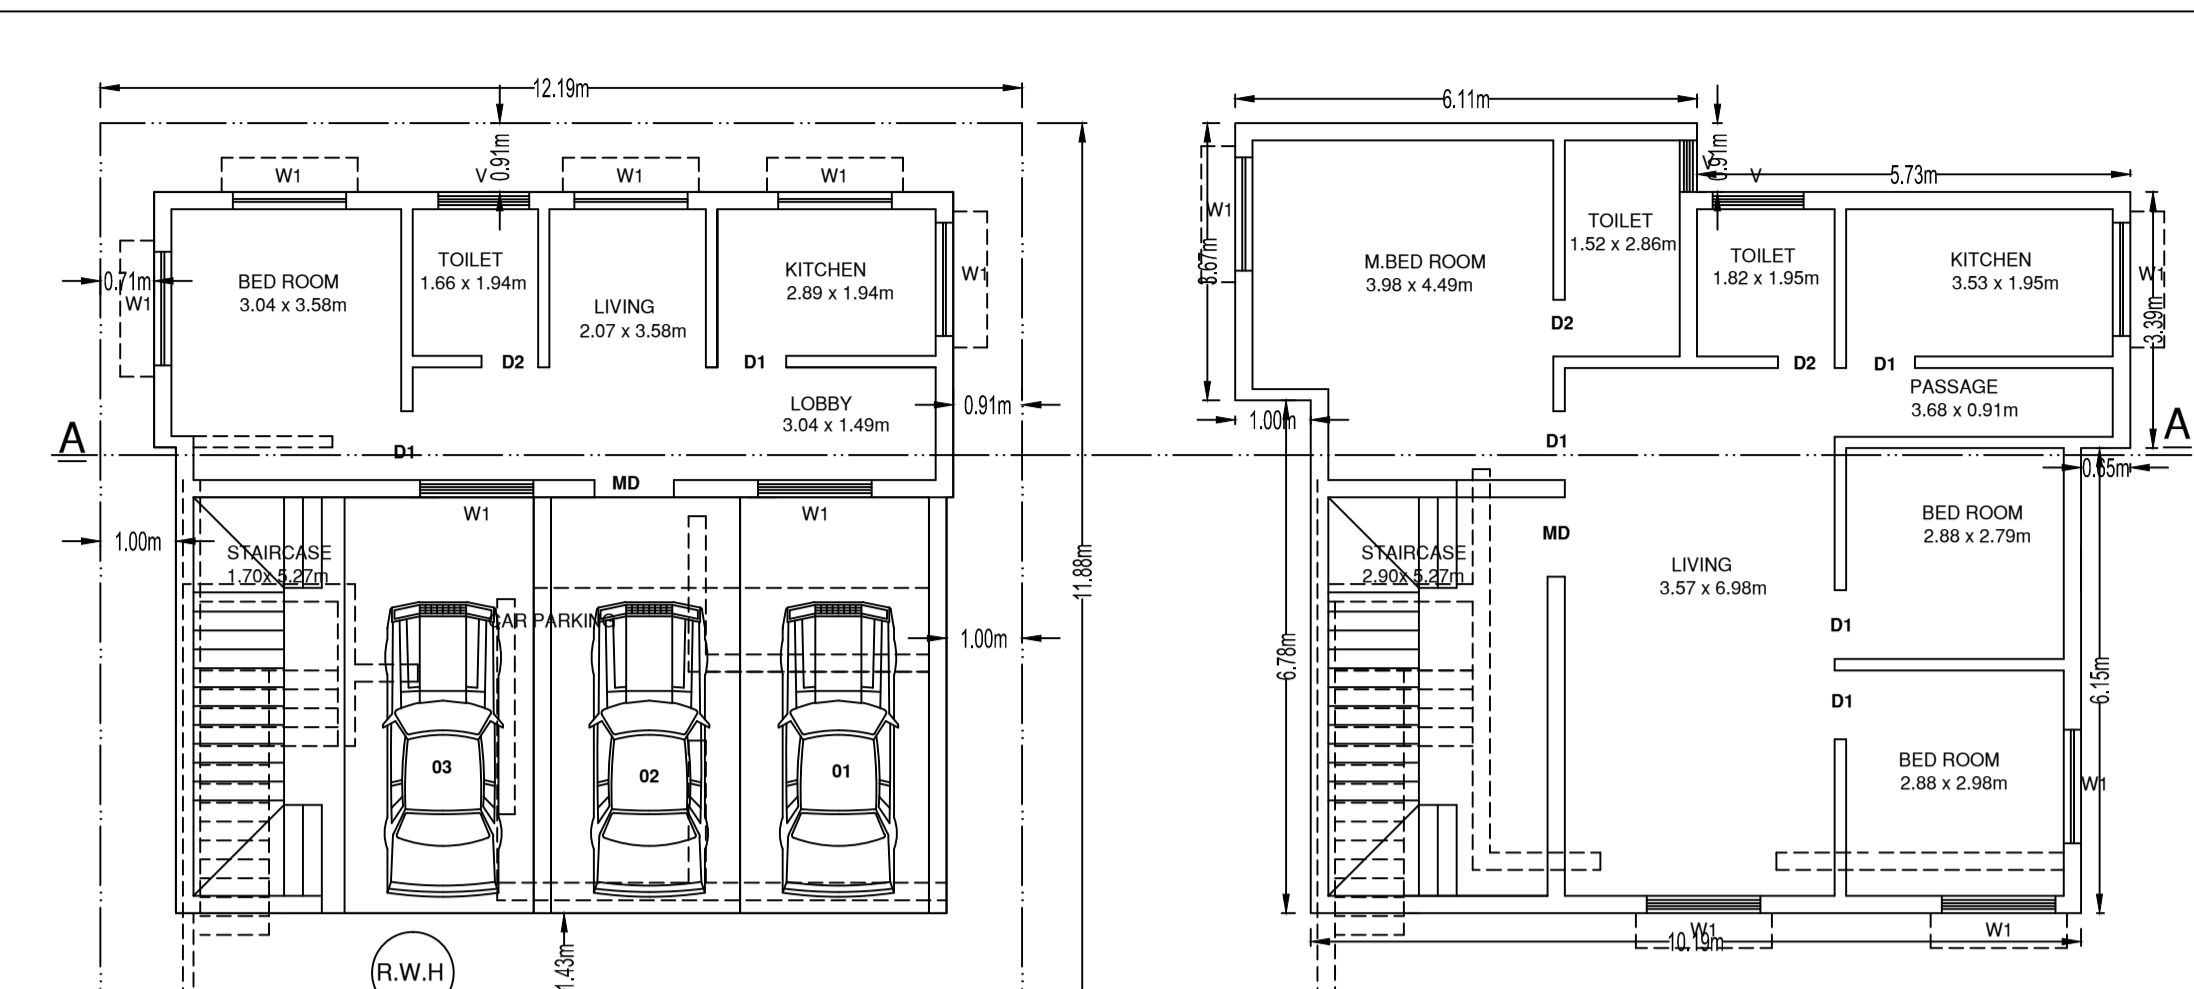 12.19m
0.91m
W1
V
W1
W1
0.71m
W1
BED ROOM
3.04 x 3.58m
TOILET
1.66 x 1.94m
LIVING
2.07 x 3.58m
KITCHEN
2.89 x 1.94m
W1
D2
D1
LOBBY
3.04 x 1.49m
0.91m
A
D1
MD
W1
W1
1.00m
STAIRCASE
1.70x 5.27m
CAR PARKING
11.88m
1.00m
03
02
01
R.W.H
1.43m
6.11m
0.91m
V
V
5.73m
W1
3.67m
M.BED ROOM
3.98 x 4.49m
TOILET
1.52 x 2.86m
TOILET
1.82 x 1.95m
KITCHEN
3.53 x 1.95m
W1
3.39m
D2
D2
D1
PASSAGE
3.68 x 0.91m
1.00m
D1
A
0.65m
MD
STAIRCASE
2.90x 5.27m
LIVING
3.57 x 6.98m
BED ROOM
2.88 x 2.79m
D1
6.78m
6.15m
D1
BED ROOM
2.88 x 2.98m
W1
W1
10.19m
W1